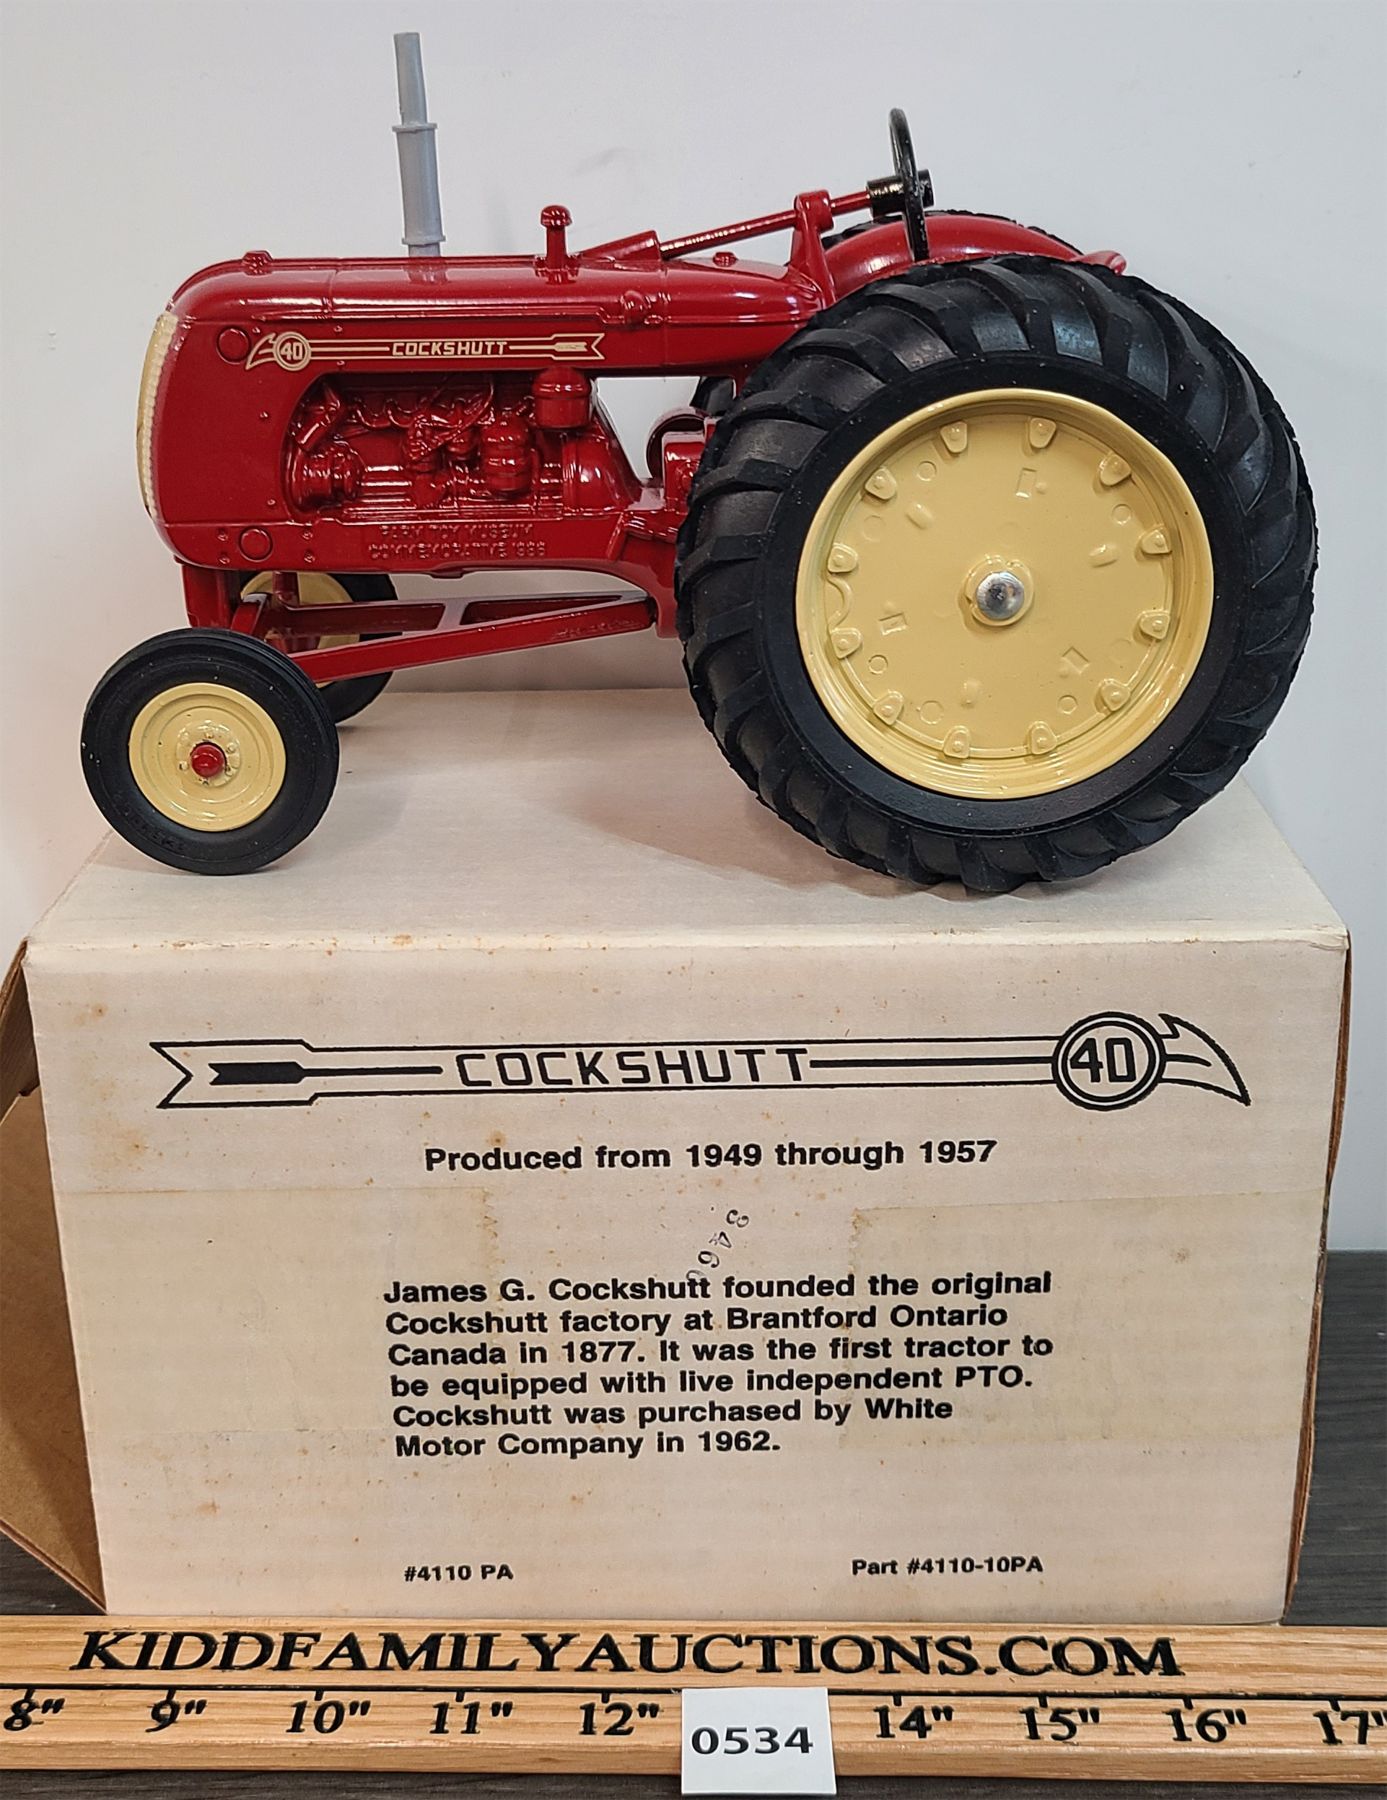 40 COCKSHUTT
FARM TOY MUSEUM
COMMEMORATIVE 1986
COCKSHUTT 40
Produced from 1949 through 1957
346
James G. Cockshutt founded the original
Cockshutt factory at Brantford Ontario
Canada in 1877. It was the first tractor to
be equipped with live independent PTO.
Cockshutt was purchased by White
Motor Company in 1962.
#4110 PA Part #4110-10PA
KIDDFAMILYAUCTIONS.COM
8" 9" 10" 11" 12" 14" 15" 16" 17"
0534